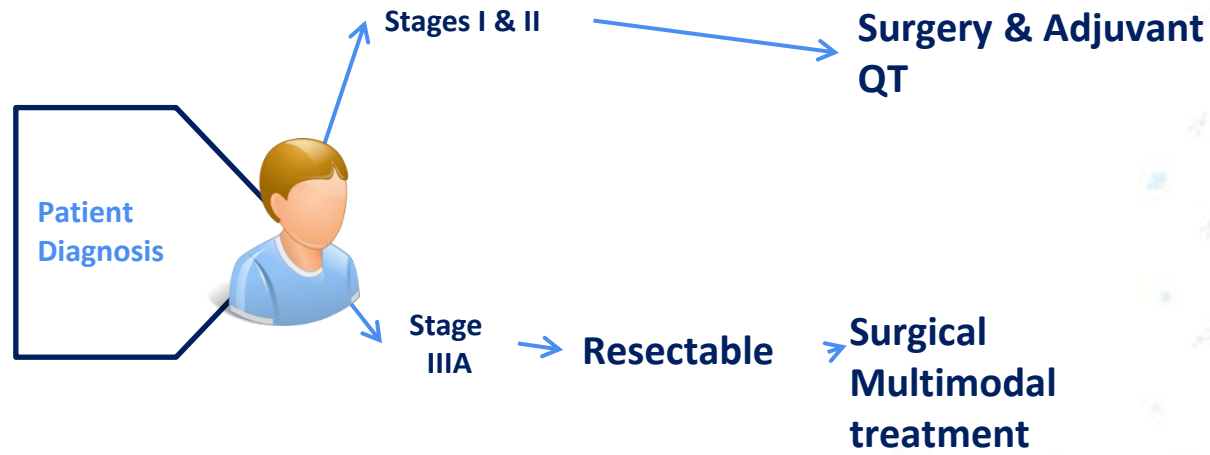 Stages I & II
Surgery & Adjuvant
QT
Patient
Diagnosis
Stage
IIIA
Resectable
Surgical
Multimodal
treatment